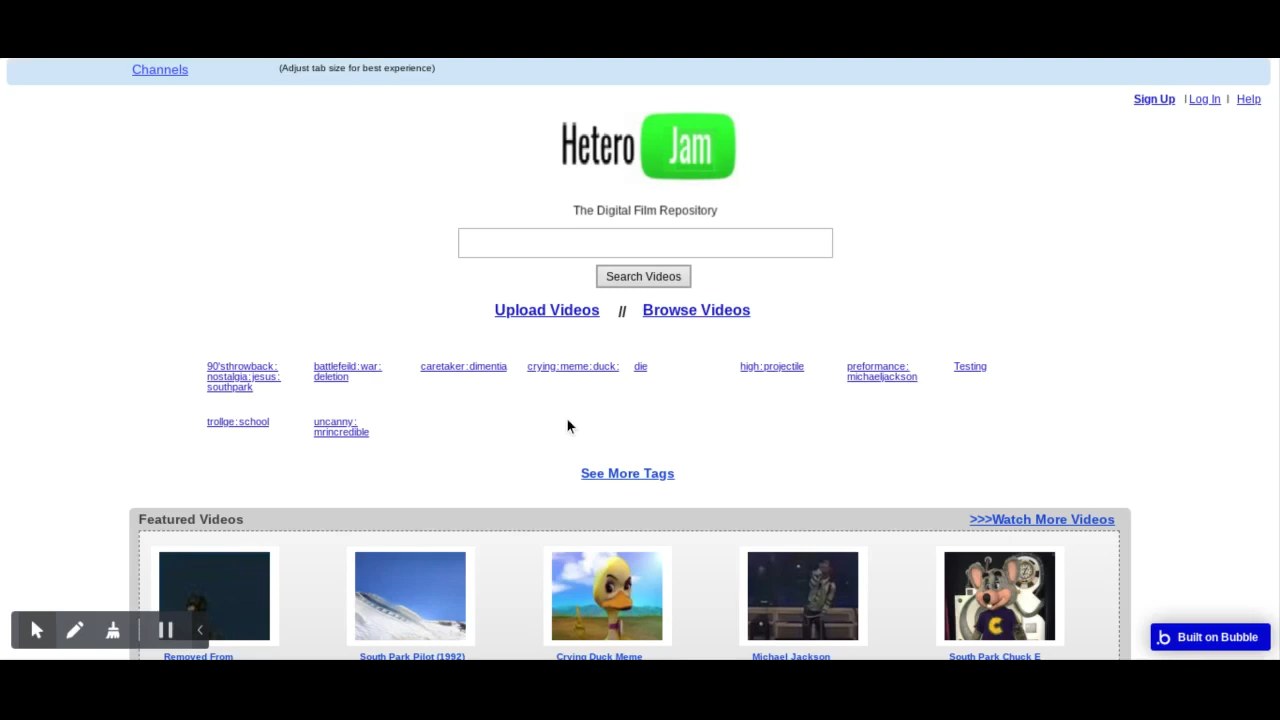 Channels (Adjust tab size for best experience)
Sign Up | Log In | Help
Hetero Jam
The Digital Film Repository
Search Videos
Upload Videos // Browse Videos
90'sthrowback: battlefeild:war: caretaker:dimentia crying:meme:duck: die high:projectile preformance: Testing
nostalgia:jesus: deletion michaeljackson
southpark
trollge:school uncanny:
mrincredible
See More Tags
Featured Videos >>>Watch More Videos
C
Built on Bubble
Removed From South Park Pilot (1992) Crying Duck Meme Michael Jackson South Park Chuck E